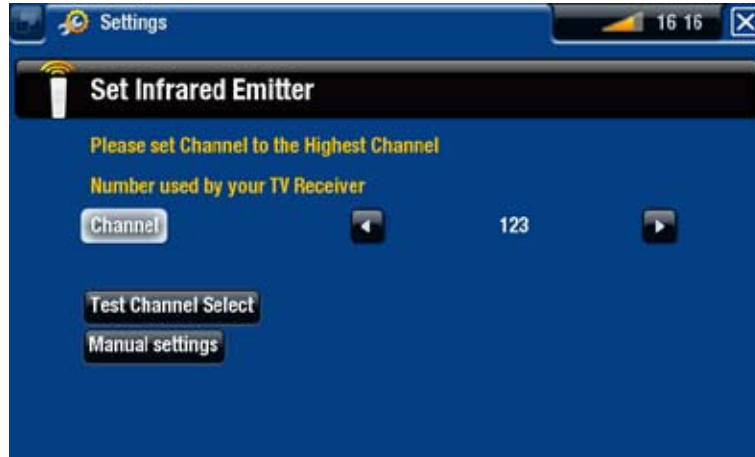 Settings
16 16
Set Infrared Emitter
Please set Channel to the Highest Channel
Number used by your TV Receiver
Channel 123
Test Channel Select
Manual settings